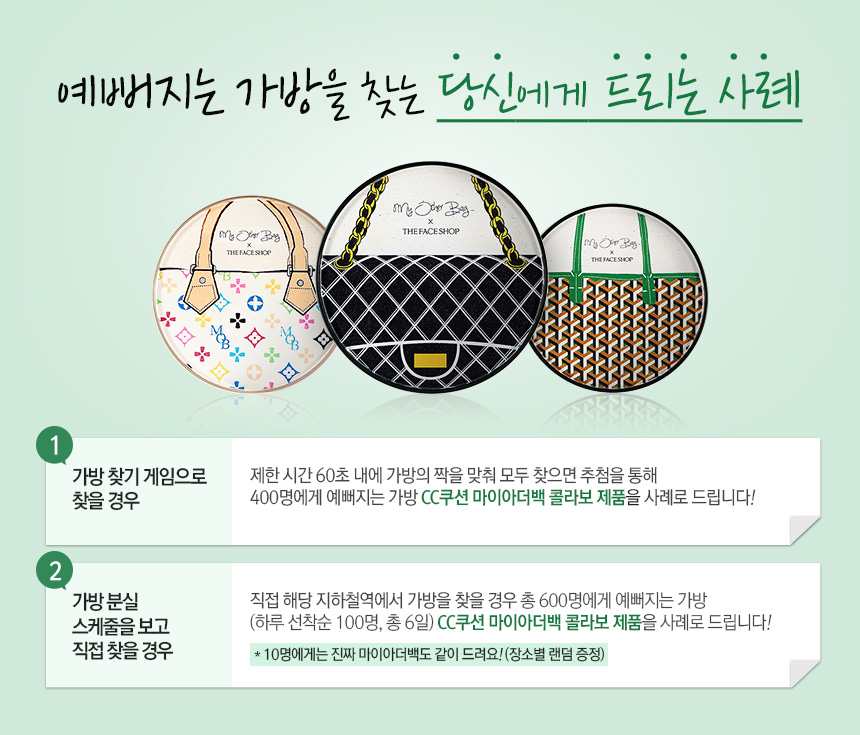 예뻐지는 가방을 찾는 당신에게 드리는 사례
My Other Bag
x
THE FACE SHOP
MOB
MOB
My Other Bag
x
THE FACE SHOP
My Other Bag
x
THE FACE SHOP
1
가방 찾기 게임으로
찾을 경우
제한 시간 60초 내에 가방의 짝을 맞춰 모두 찾으면 추첨을 통해
400명에게 예뻐지는 가방 CC쿠션 마이아더백 콜라보 제품을 사례로 드립니다!
2
가방 분실
스케줄을 보고
직접 찾을 경우
직접 해당 지하철역에서 가방을 찾을 경우 총 600명에게 예뻐지는 가방
(하루 선착순 100명, 총 6일) CC쿠션 마이아더백 콜라보 제품을 사례로 드립니다!
* 10명에게는 진짜 마이아더백도 같이 드려요! (장소별 랜덤 증정)